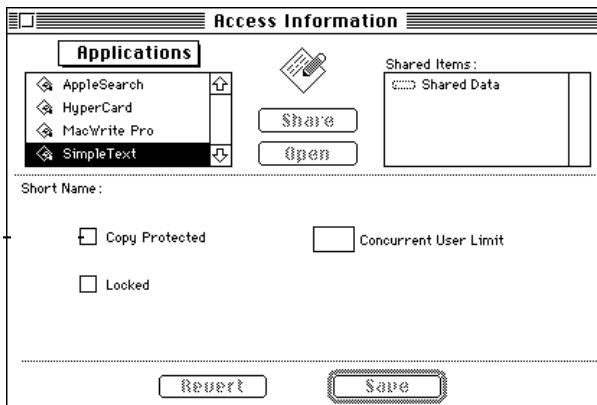 Access Information
Applications
AppleSearch
HyperCard
MacWrite Pro
SimpleText
Share
Open
Shared Items:
Shared Data
Short Name:
Copy Protected
Concurrent User Limit
Locked
Revert
Save